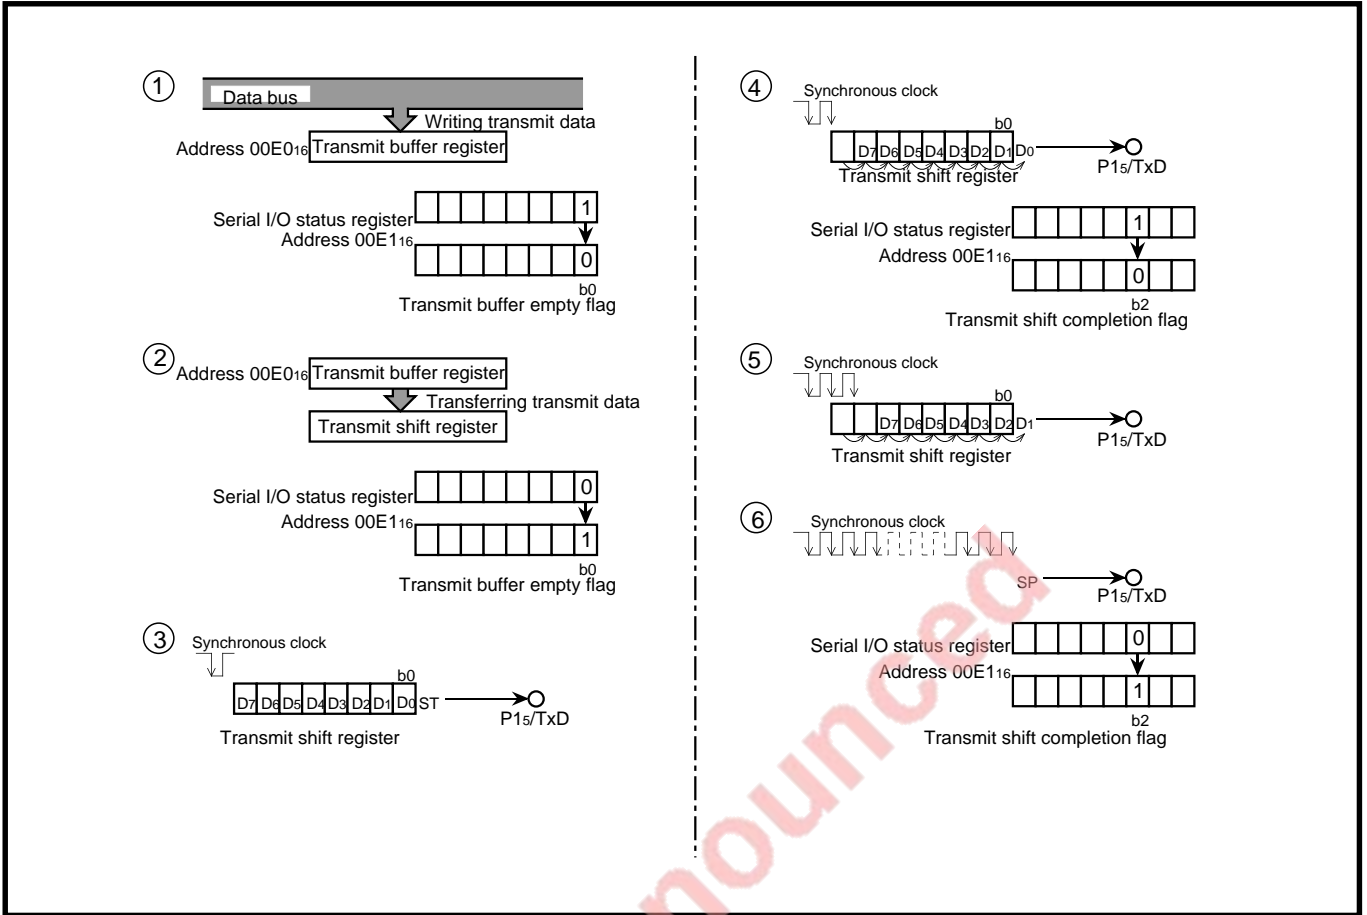 1
Data bus
Writing transmit data
Address 00E016 Transmit buffer register
1
Serial I/O status register
Address 00E116
0
b0
Transmit buffer empty flag
2
Address 00E016 Transmit buffer register
Transferring transmit data
Transmit shift register
0
Serial I/O status register
Address 00E116
1
b0
Transmit buffer empty flag
3
Synchronous clock
b0
D7 D6 D5 D4 D3 D2 D1 D0 ST
P15/TxD
Transmit shift register
4
Synchronous clock
b0
D7 D6 D5 D4 D3 D2 D1 D0
P15/TxD
Transmit shift register
1
Serial I/O status register
Address 00E116
0
b2
Transmit shift completion flag
5
Synchronous clock
b0
D7 D6 D5 D4 D3 D2 D1
P15/TxD
Transmit shift register
6
Synchronous clock
SP
P15/TxD
0
Serial I/O status register
Address 00E116
1
b2
Transmit shift completion flag
nounced